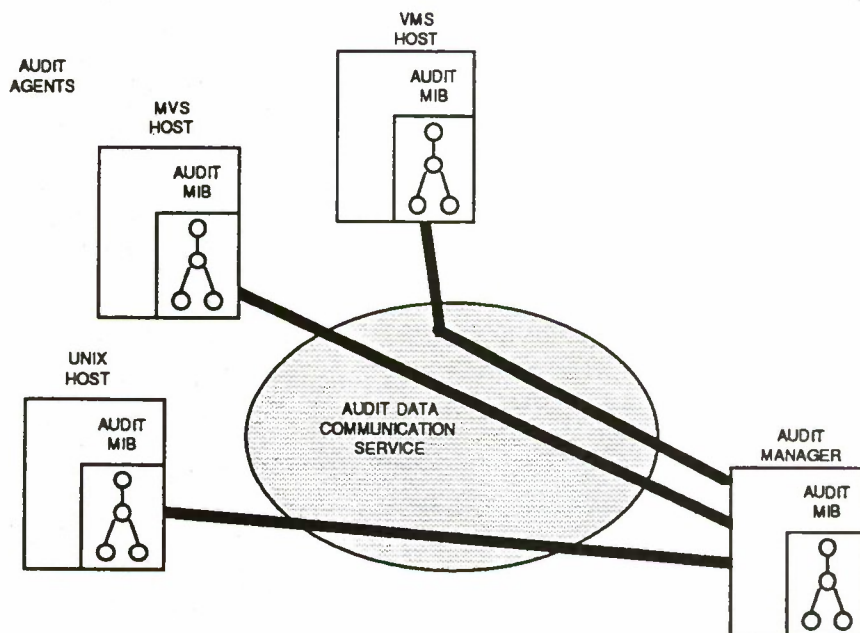 VMS
HOST
AUDIT
AGENTS
AUDIT
MIB
MVS
HOST
AUDIT
MIB
UNIX
HOST
AUDIT
MIB
AUDIT DATA
COMMUNICATION
SERVICE
AUDIT
MANAGER
AUDIT
MIB